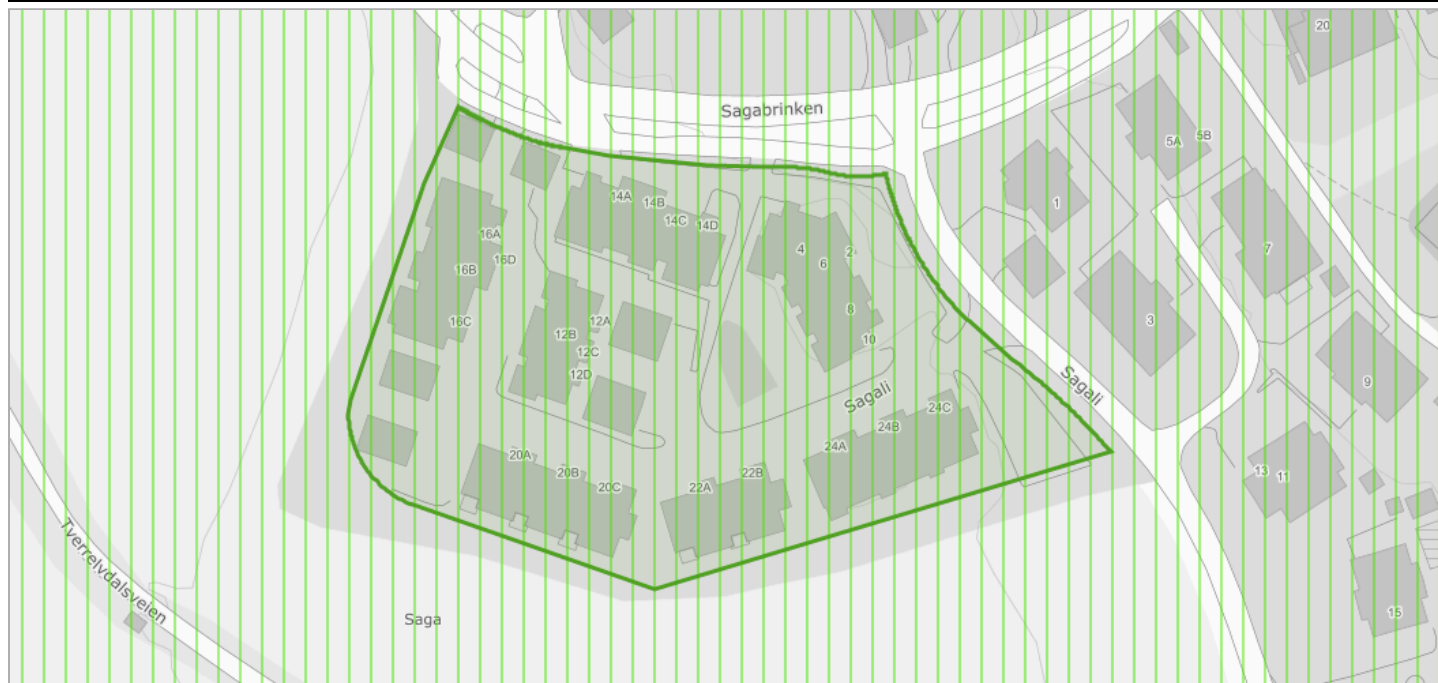 20
Sagabrinken
5A
5B
14A
14B
14C
14D
1
16A
16D
16B
16C
4
6
2
8
10
7
3
12A
12B
12C
12D
Sagali
Sagali
9
24A
24B
24C
20A
20B
20C
22A
22B
13
11
Tverrelvdalsveien
Saga
15